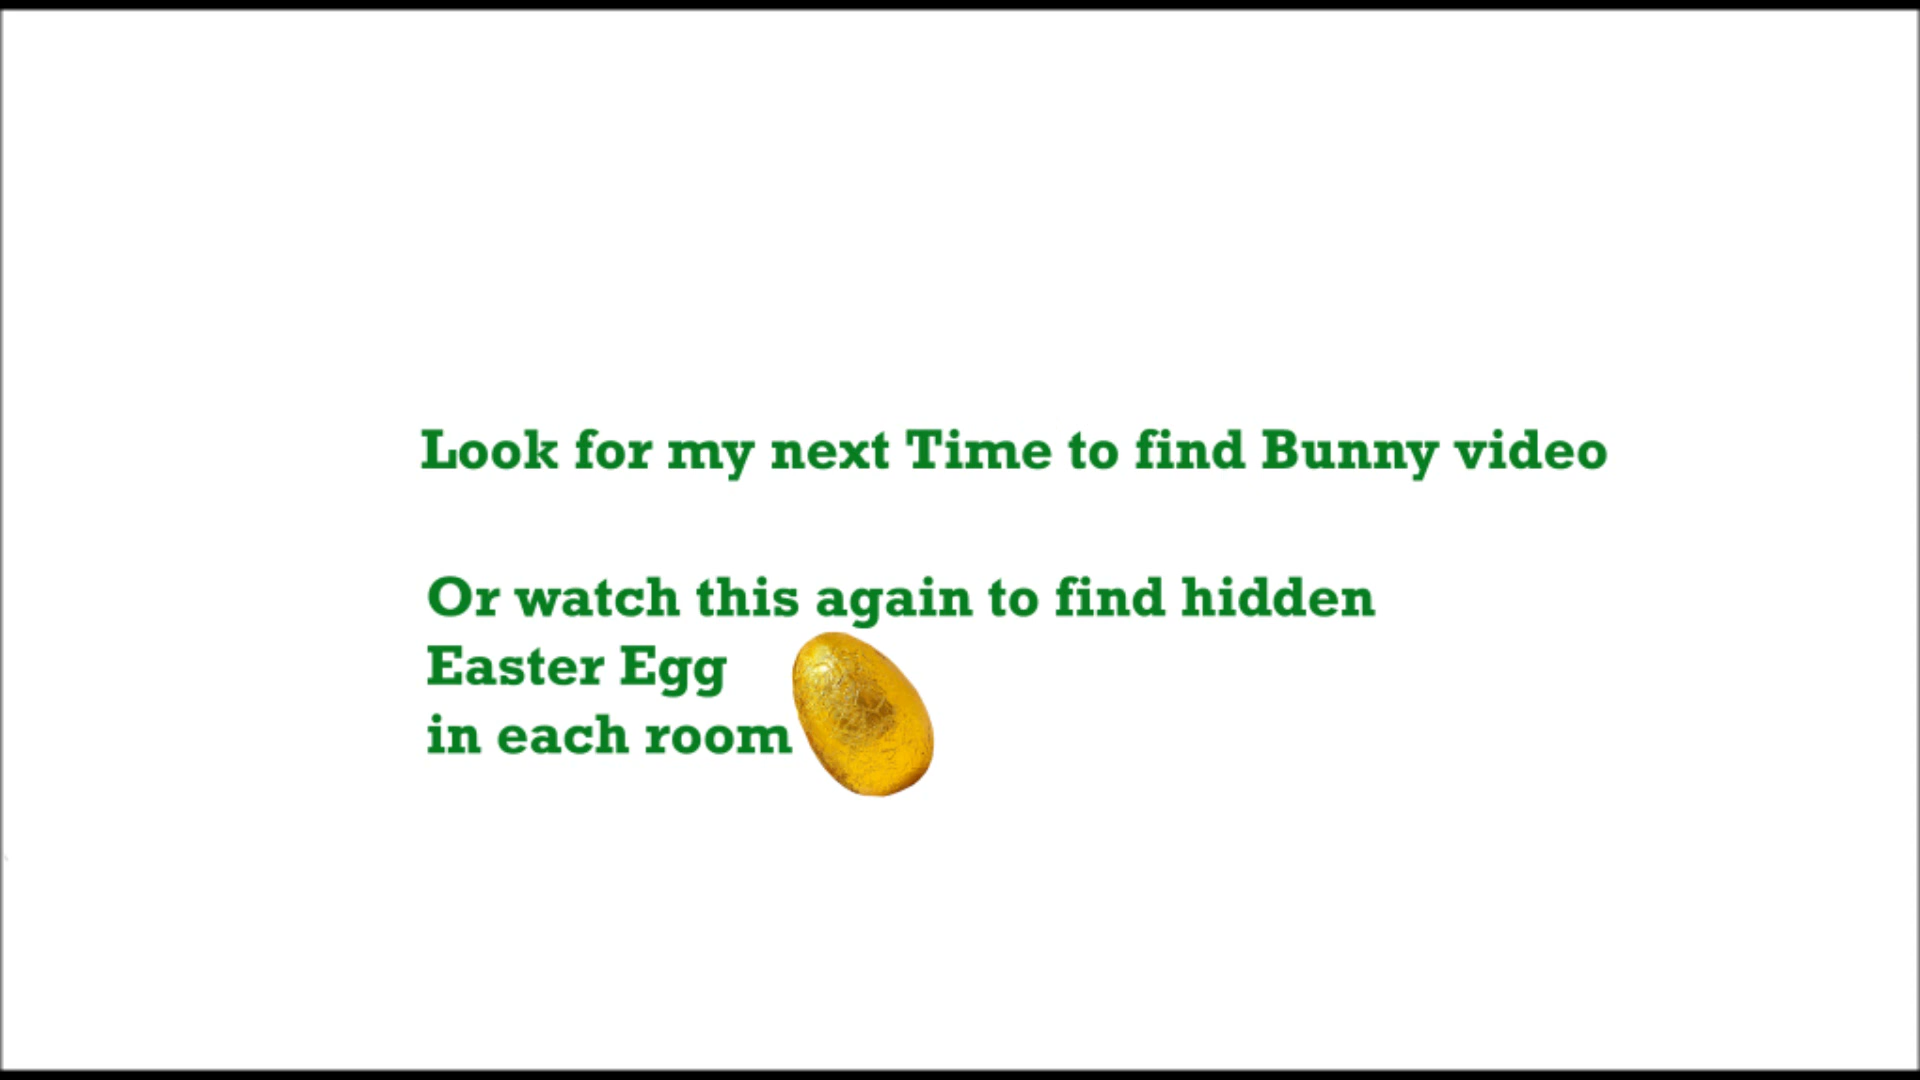 Look for my next Time to find Bunny video
Or watch this again to find hidden
Easter Egg
in each room